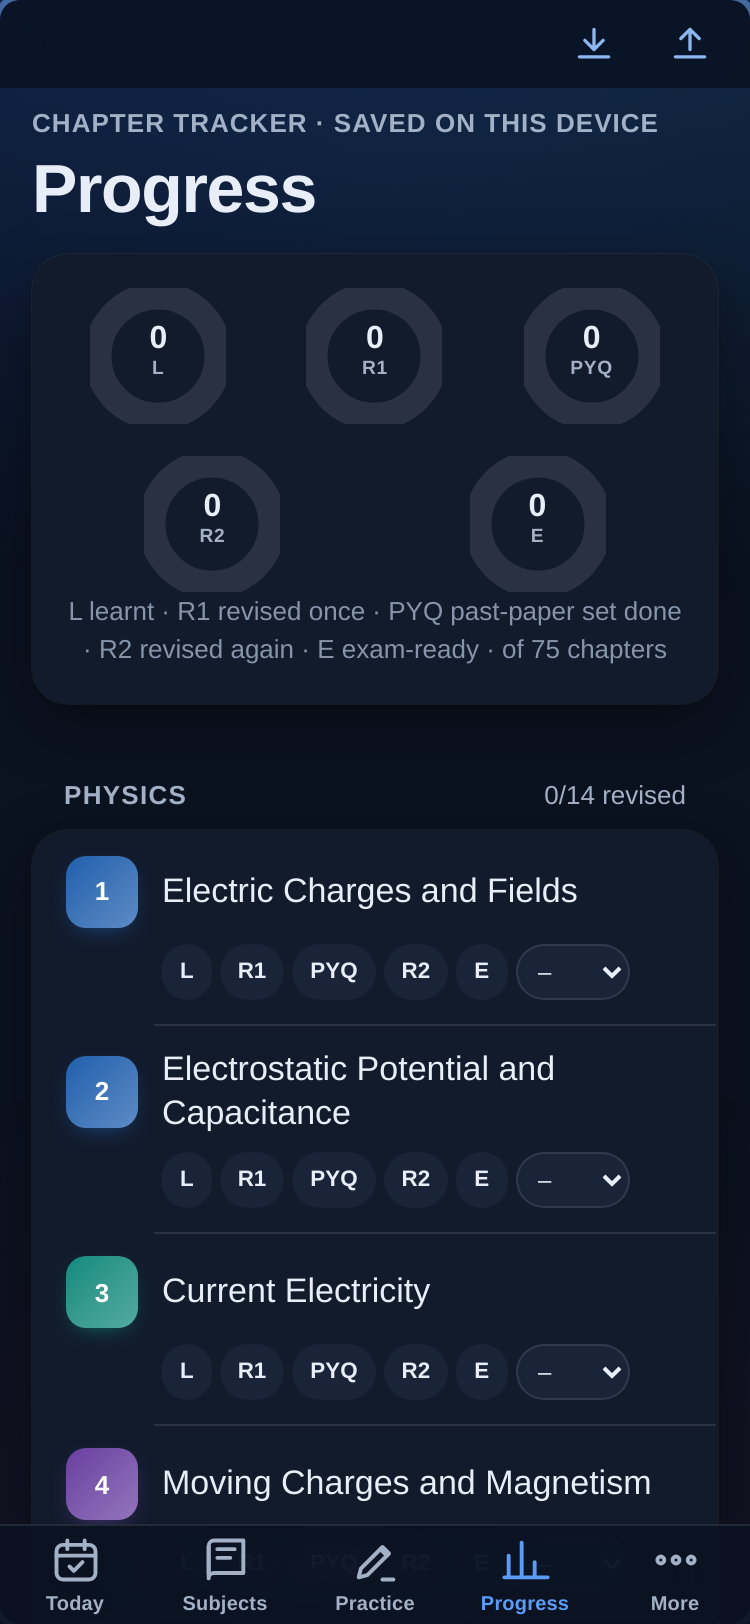 CHAPTER TRACKER · SAVED ON THIS DEVICE
Progress
0
L
0
R1
0
PYQ
0
R2
0
E
L learnt · R1 revised once · PYQ past-paper set done
· R2 revised again · E exam-ready · of 75 chapters
PHYSICS 0/14 revised
1 Electric Charges and Fields
L R1 PYQ R2 E –
2 Electrostatic Potential and
Capacitance
L R1 PYQ R2 E –
3 Current Electricity
L R1 PYQ R2 E –
4 Moving Charges and Magnetism
L R1 PYQ R2 E –
Today Subjects Practice Progress More